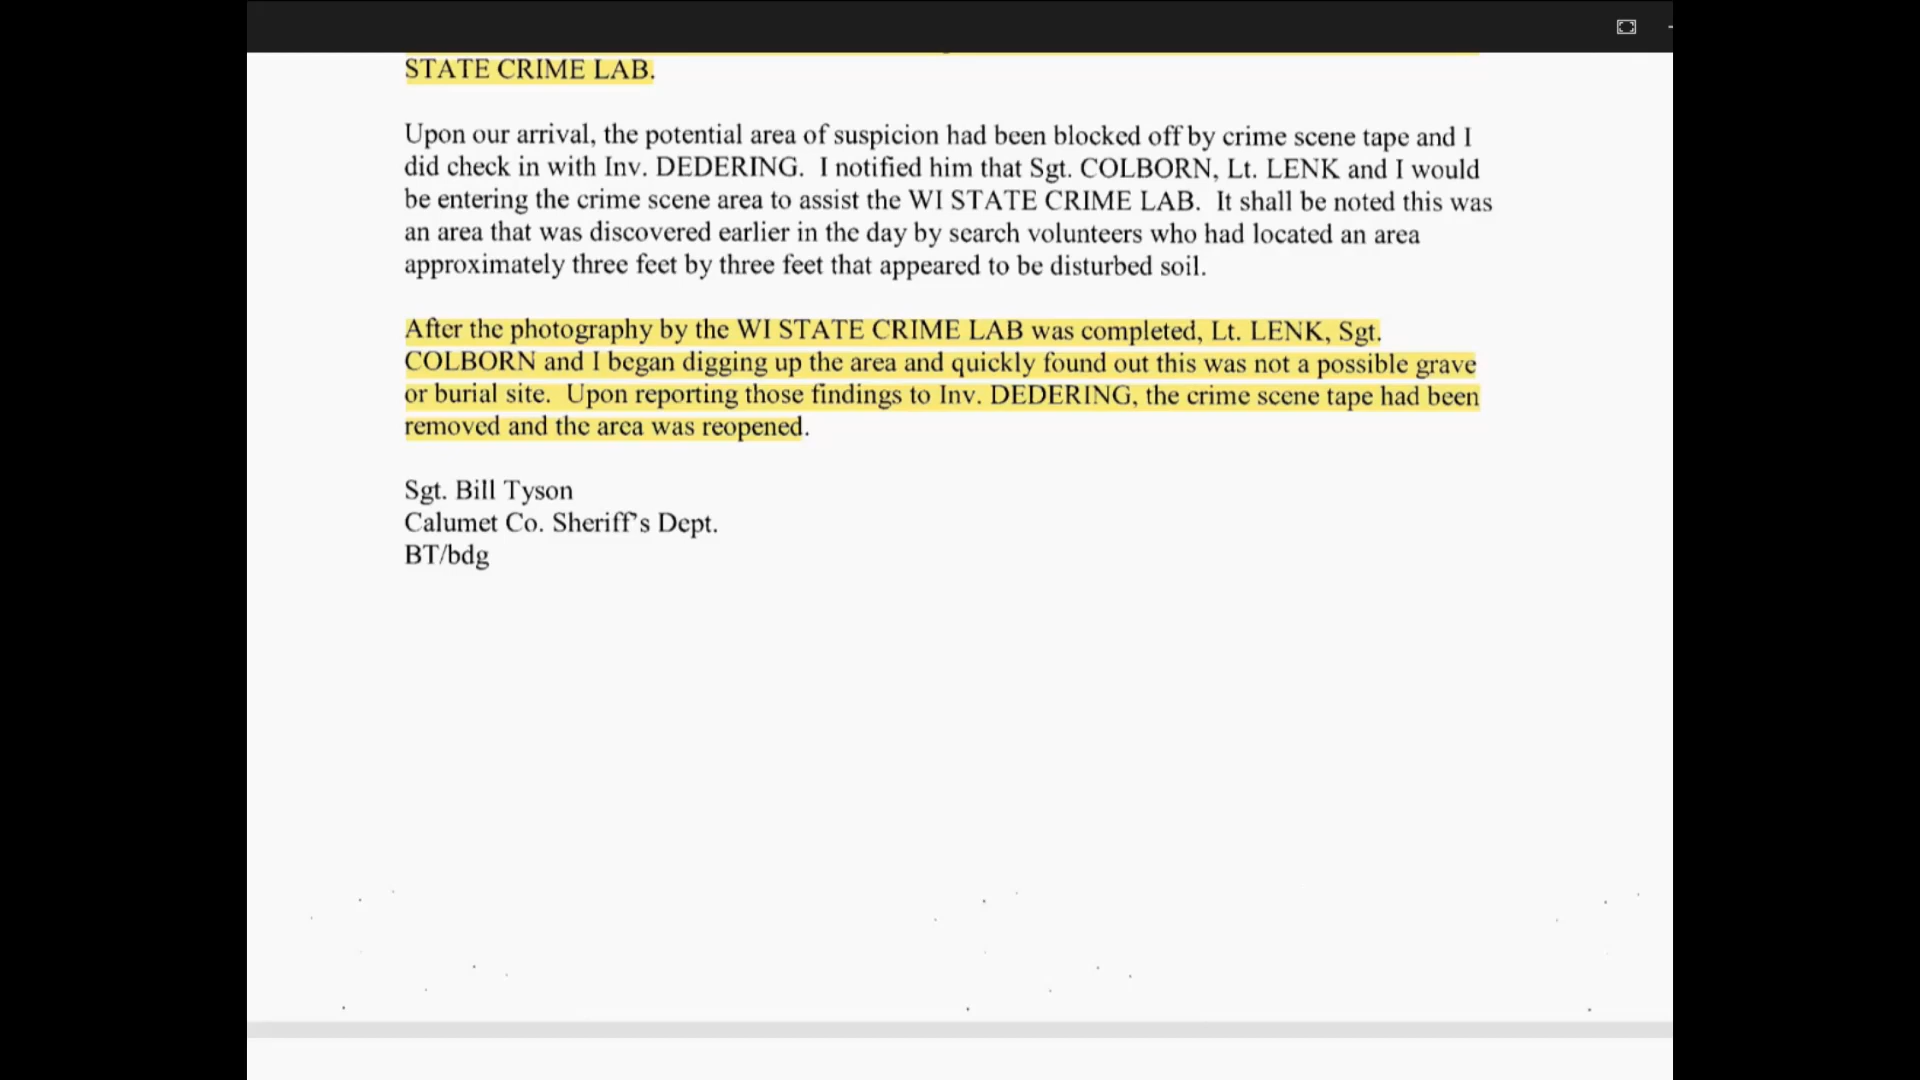 STATE CRIME LAB.
Upon our arrival, the potential area of suspicion had been blocked off by crime scene tape and I
did check in with Inv. DEDERING.  I notified him that Sgt. COLBORN, Lt. LENK and I would
be entering the crime scene area to assist the WI STATE CRIME LAB.  It shall be noted this was
an area that was discovered earlier in the day by search volunteers who had located an area
approximately three feet by three feet that appeared to be disturbed soil.
After the photography by the WI STATE CRIME LAB was completed, Lt. LENK, Sgt.
COLBORN and I began digging up the area and quickly found out this was not a possible grave
or burial site.  Upon reporting those findings to Inv. DEDERING, the crime scene tape had been
removed and the area was reopened.
Sgt. Bill Tyson
Calumet Co. Sheriff's Dept.
BT/bdg